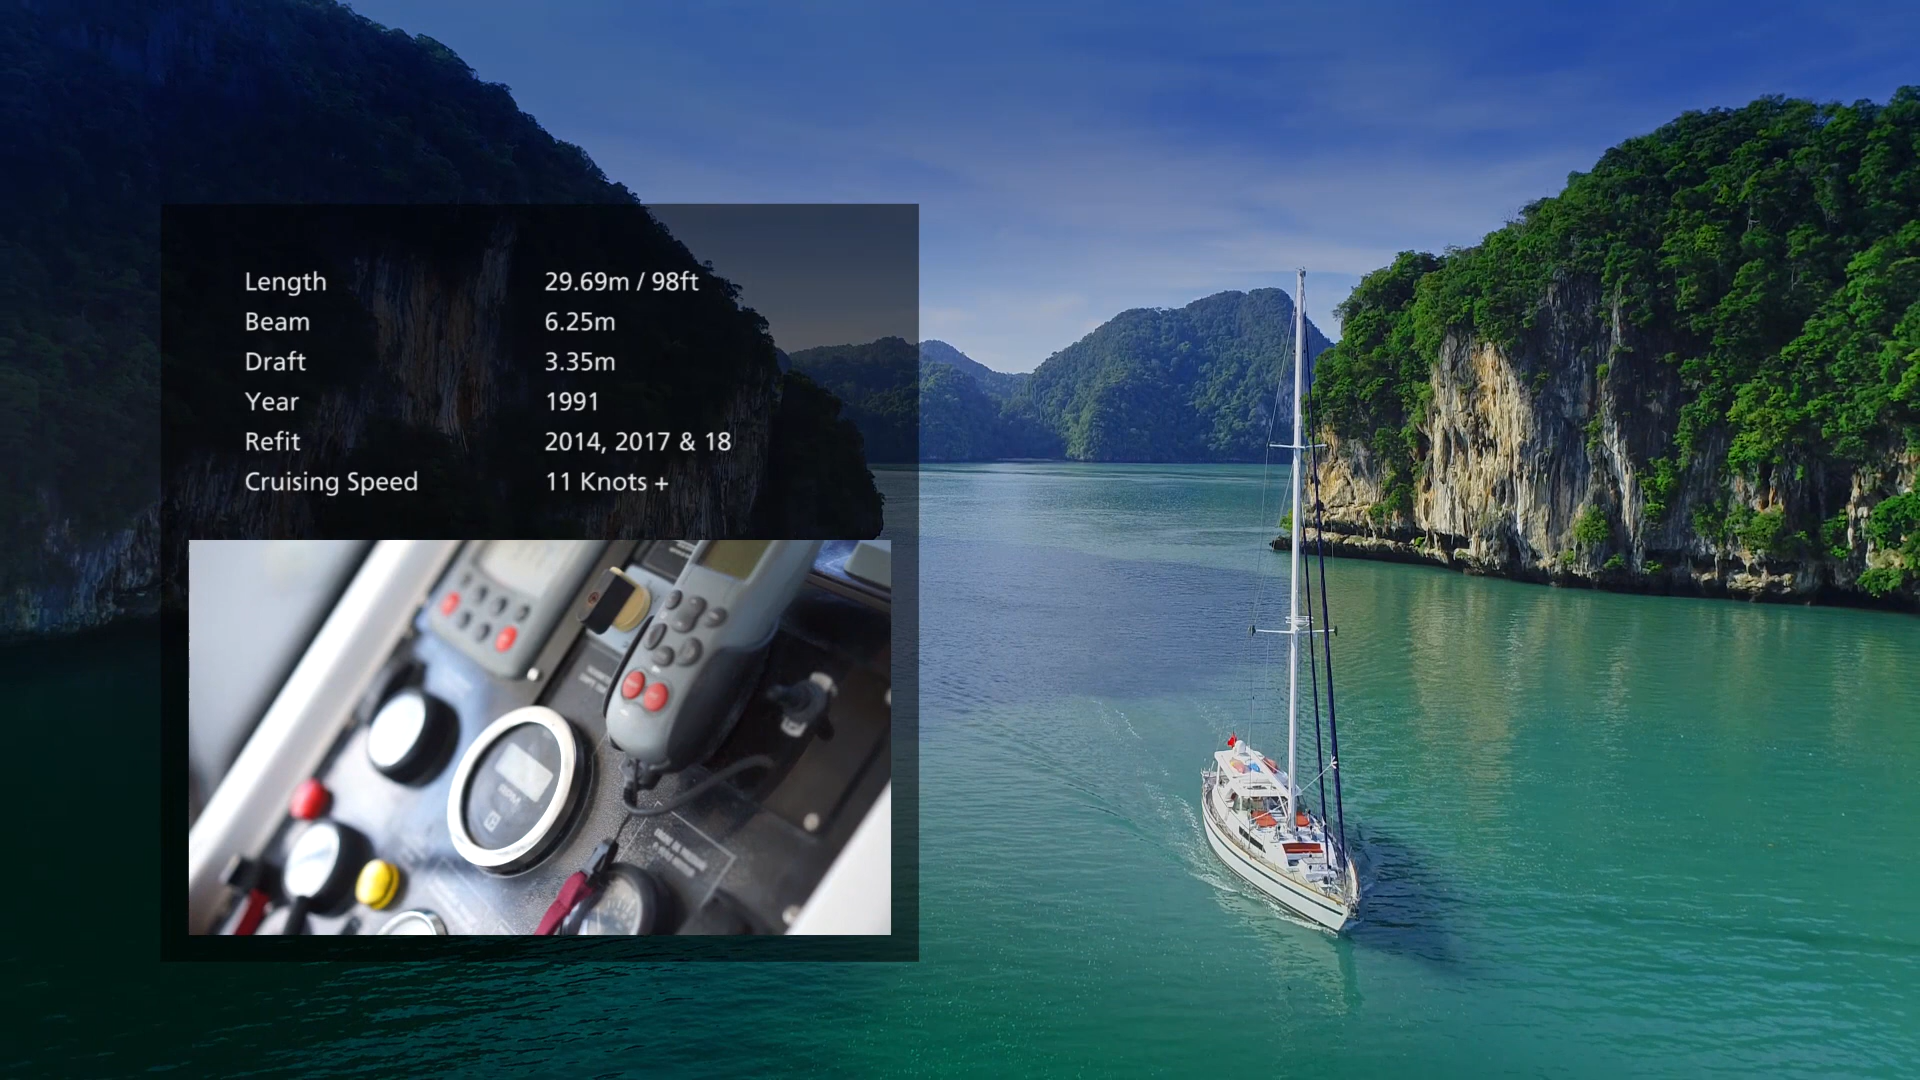 Length 29.69m / 98ft
Beam 6.25m
Draft 3.35m
Year 1991
Refit 2014, 2017 & 18
Cruising Speed 11 Knots +
RPM